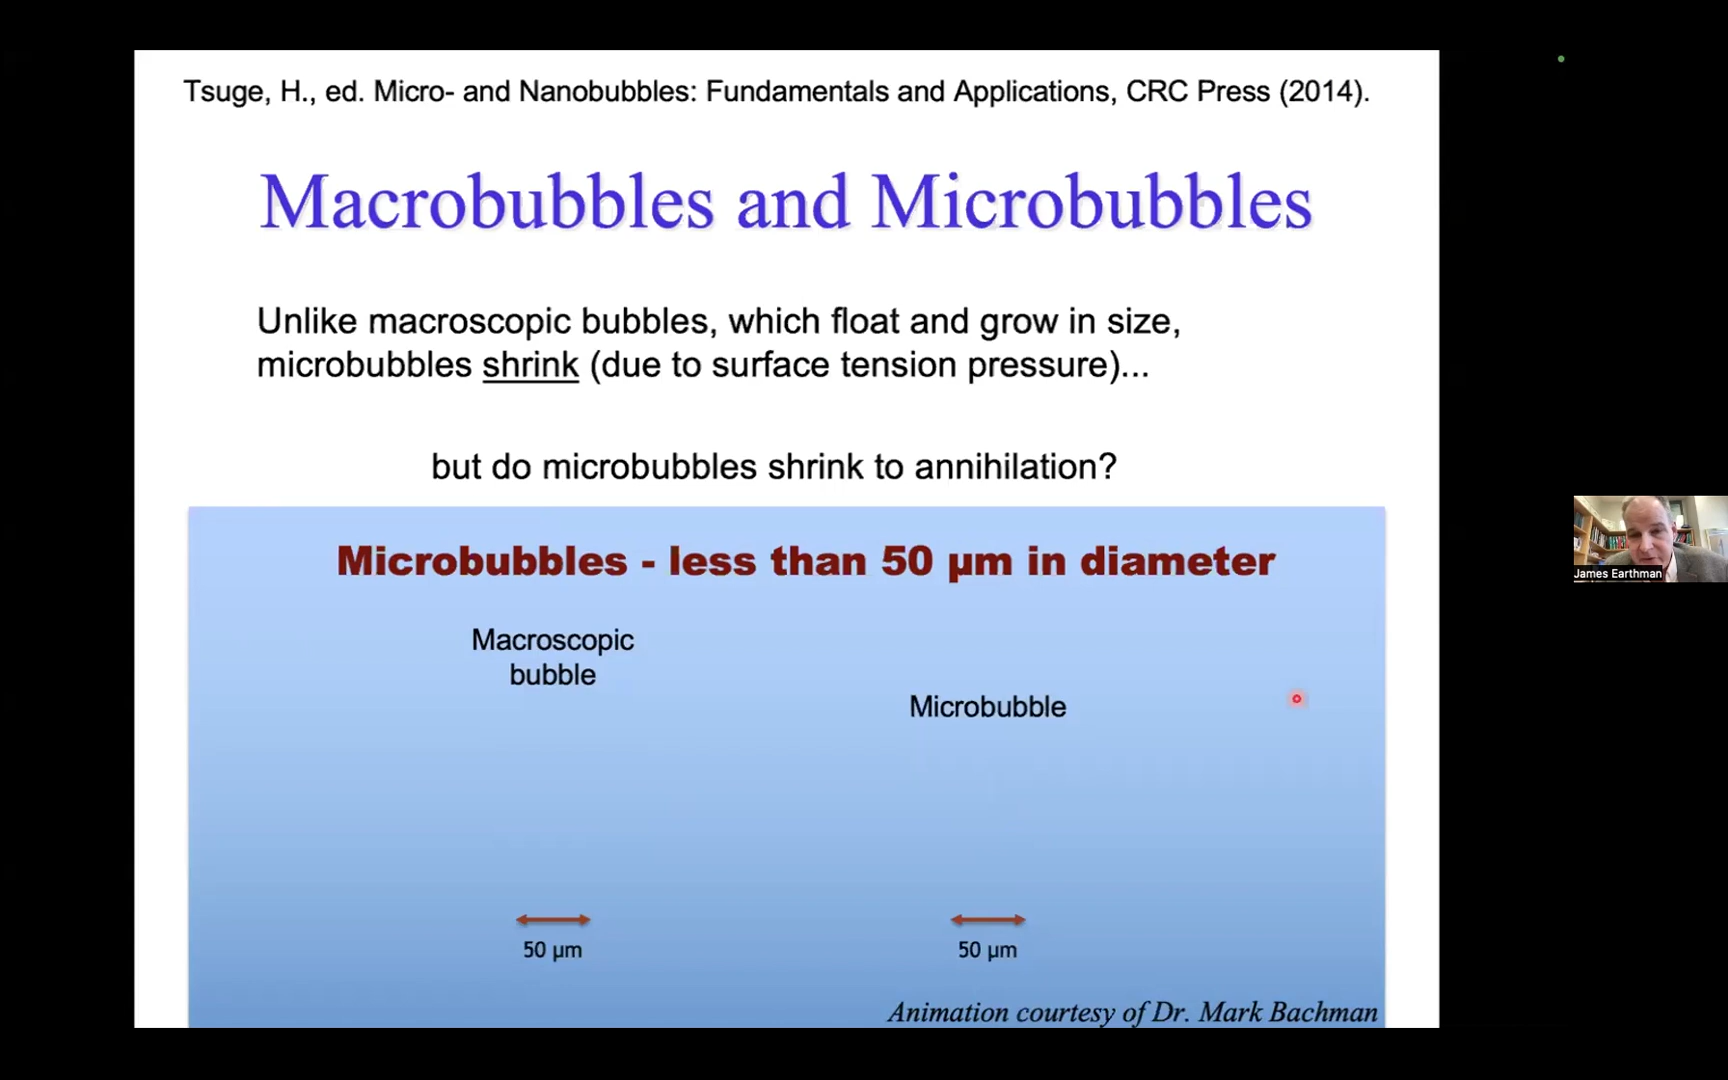 Tsuge, H., ed. Micro- and Nanobubbles: Fundamentals and Applications, CRC Press (2014).
Macrobubbles and Microbubbles
Unlike macroscopic bubbles, which float and grow in size,
microbubbles shrink (due to surface tension pressure)...
but do microbubbles shrink to annihilation?
Microbubbles - less than 50 µm in diameter
Macroscopic
bubble
Microbubble
50 µm
50 µm
Animation courtesy of Dr. Mark Bachman
James Earthman